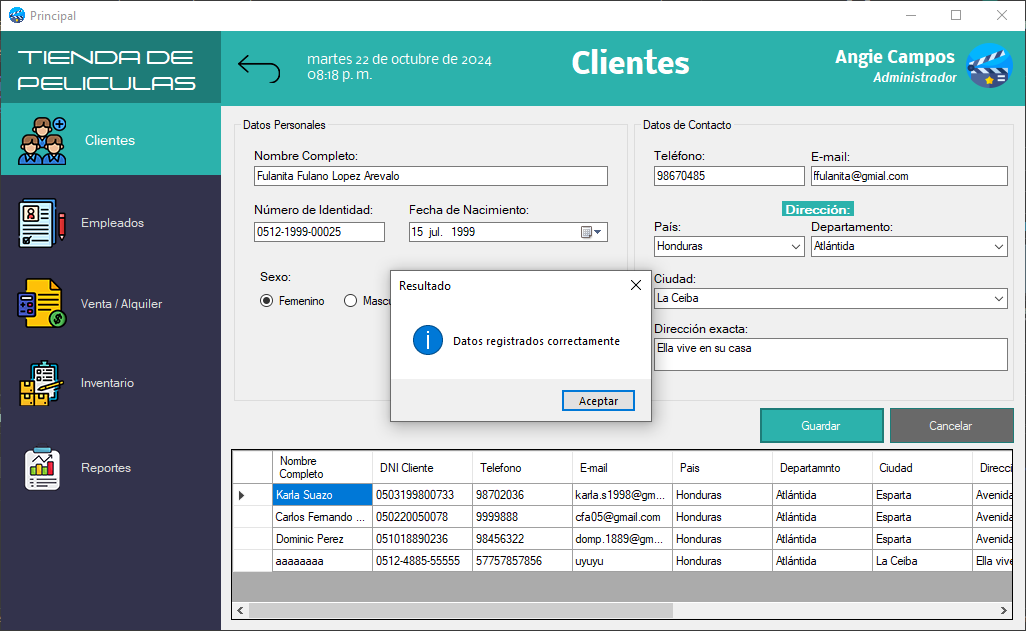 Principal
TIENDA DE
PELICULAS
martes 22 de octubre de 2024
08:18 p. m.
Clientes
Angie Campos
Administrador
Clientes
Empleados
Venta / Alquiler
Inventario
Reportes
Datos Personales
Nombre Completo:
Fulanita Fulano Lopez Arevalo
Número de Identidad:
Fecha de Nacimiento:
0512-1999-00025
15 jul. 1999
Sexo:
Femenino
Mascu
Datos de Contacto
Teléfono:
E-mail:
98670485
ffulanita@gmial.com
Dirección:
País:
Departamento:
Honduras
Atlántida
Ciudad:
La Ceiba
Dirección exacta:
Ella vive en su casa
Resultado
Datos registrados correctamente
Aceptar
Guardar
Cancelar
Nombre Completo DNI Cliente Telefono E-mail Pais Departamnto Ciudad Direcci
Karla Suazo 0503199800733 98702036 karla.s1998@gm... Honduras Atlántida Esparta Avenida
Carlos Fernando ... 050220050078 9999888 cfa05@gmail.com Honduras Atlántida Esparta Avenida
Dominic Perez 051018890236 98456322 domp.1889@gm... Honduras Atlántida Esparta Avenida
aaaaaaaa 0512-4885-55555 57757857856 uyuyu Honduras Atlántida La Ceiba Ella vive